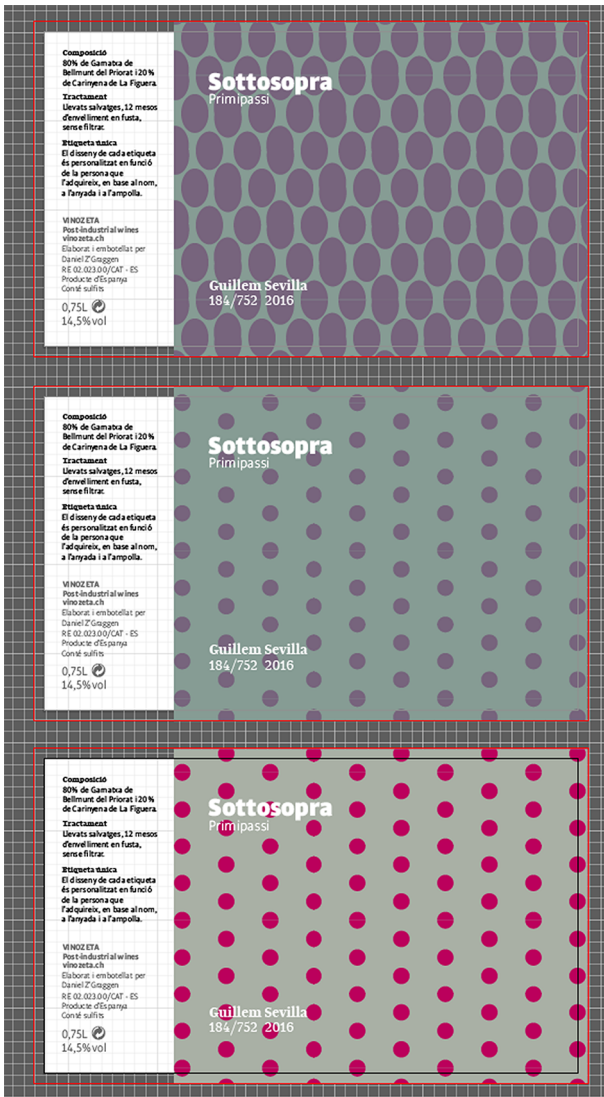 Composició
80% de Garnatxa de
Bellmunt del Priorat i 20%
de Carinyena de La Figuera
Tractament
Llevats salvatges, 12 mesos
d'envelliment en fusta,
sense filtrar.
Etiqueta única
El disseny de cada etiqueta
és personalitzat en funció
de la persona que
l'adquireix, en base al nom,
a l'anyada i a l'ampolla.
VINOZETA
Post-industrial wines
vinozeta.ch
Elaborat i embotellat per
Daniel Z'Graggen
RE 02.023.00/CAT - ES
Producte d'Espanya
Conté sulfits
0,75L
14,5% vol
Sottosopra
Primipassi
Guillem Sevilla
184/752 2016
Composició
80% de Garnatxa de
Bellmunt del Priorat i 20%
de Carinyena de La Figuera
Tractament
Llevats salvatges, 12 mesos
d'envelliment en fusta,
sense filtrar.
Etiqueta única
El disseny de cada etiqueta
és personalitzat en funció
de la persona que
l'adquireix, en base al nom,
a l'anyada i a l'ampolla.
VINOZETA
Post-industrial wines
vinozeta.ch
Elaborat i embotellat per
Daniel Z'Graggen
RE 02.023.00/CAT - ES
Producte d'Espanya
Conté sulfits
0,75L
14,5% vol
Sottosopra
Primipassi
Guillem Sevilla
184/752 2016
Composició
80% de Garnatxa de
Bellmunt del Priorat i 20%
de Carinyena de La Figuera
Tractament
Llevats salvatges, 12 mesos
d'envelliment en fusta,
sense filtrar.
Etiqueta única
El disseny de cada etiqueta
és personalitzat en funció
de la persona que
l'adquireix, en base al nom,
a l'anyada i a l'ampolla.
VINOZETA
Post-industrial wines
vinozeta.ch
Elaborat i embotellat per
Daniel Z'Graggen
RE 02.023.00/CAT - ES
Producte d'Espanya
Conté sulfits
0,75L
14,5% vol
Sottosopra
Primipassi
Guillem Sevilla
184/752 2016